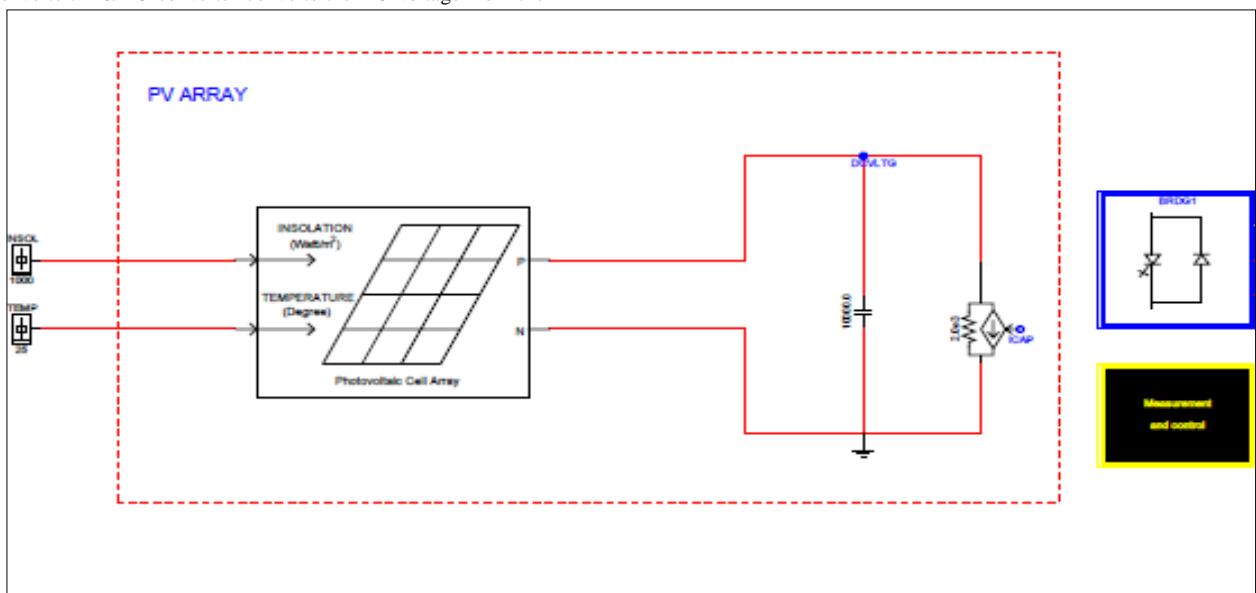 PV ARRAY
INSOL
1000
TEMP
25
INSOLATION
(Watt/m²)
TEMPERATURE
(Degree)
P
N
Photovoltaic Cell Array
DCVLTG
10000.0
ICAP
BRDG1
Measurement
and control